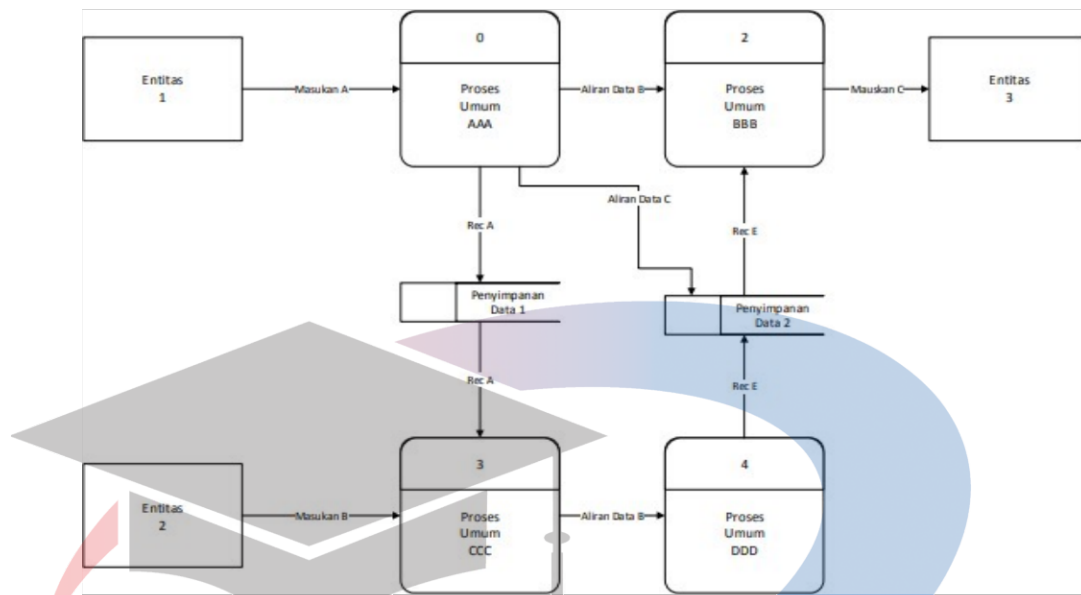 0
2
Entitas
1
Masukan A
Proses
Umum
AAA
Aliran Data B
Proses
Umum
BBB
Mauskan C
Entitas
3
Aliran Data C
Rec A
Rec E
Penyimpanan
Data 1
Penyimpanan
Data 2
Rec A
Rec E
3
4
Entitas
2
Masukan B
Proses
Umum
CCC
Aliran Data B
Proses
Umum
DDD